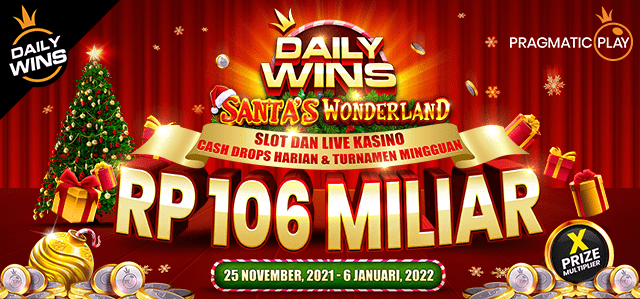 DAILY
WINS
PRAGMATIC PLAY
DAILY
WINS
SANTA'S WONDERLAND
SLOT DAN LIVE KASINO
CASH DROPS HARIAN & TURNAMEN MINGGUAN
RP 106 MILIAR
X
PRIZE
MULTIPLIER
25 NOVEMBER, 2021 - 6 JANUARI, 2022